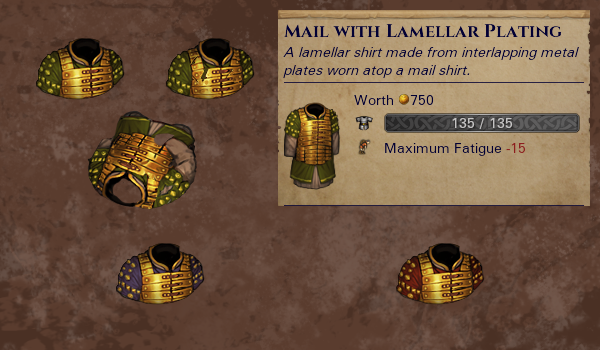 Mail with Lamellar Plating
A lamellar shirt made from interlapping metal
plates worn atop a mail shirt.
Worth 750
135 / 135
Maximum Fatigue -15